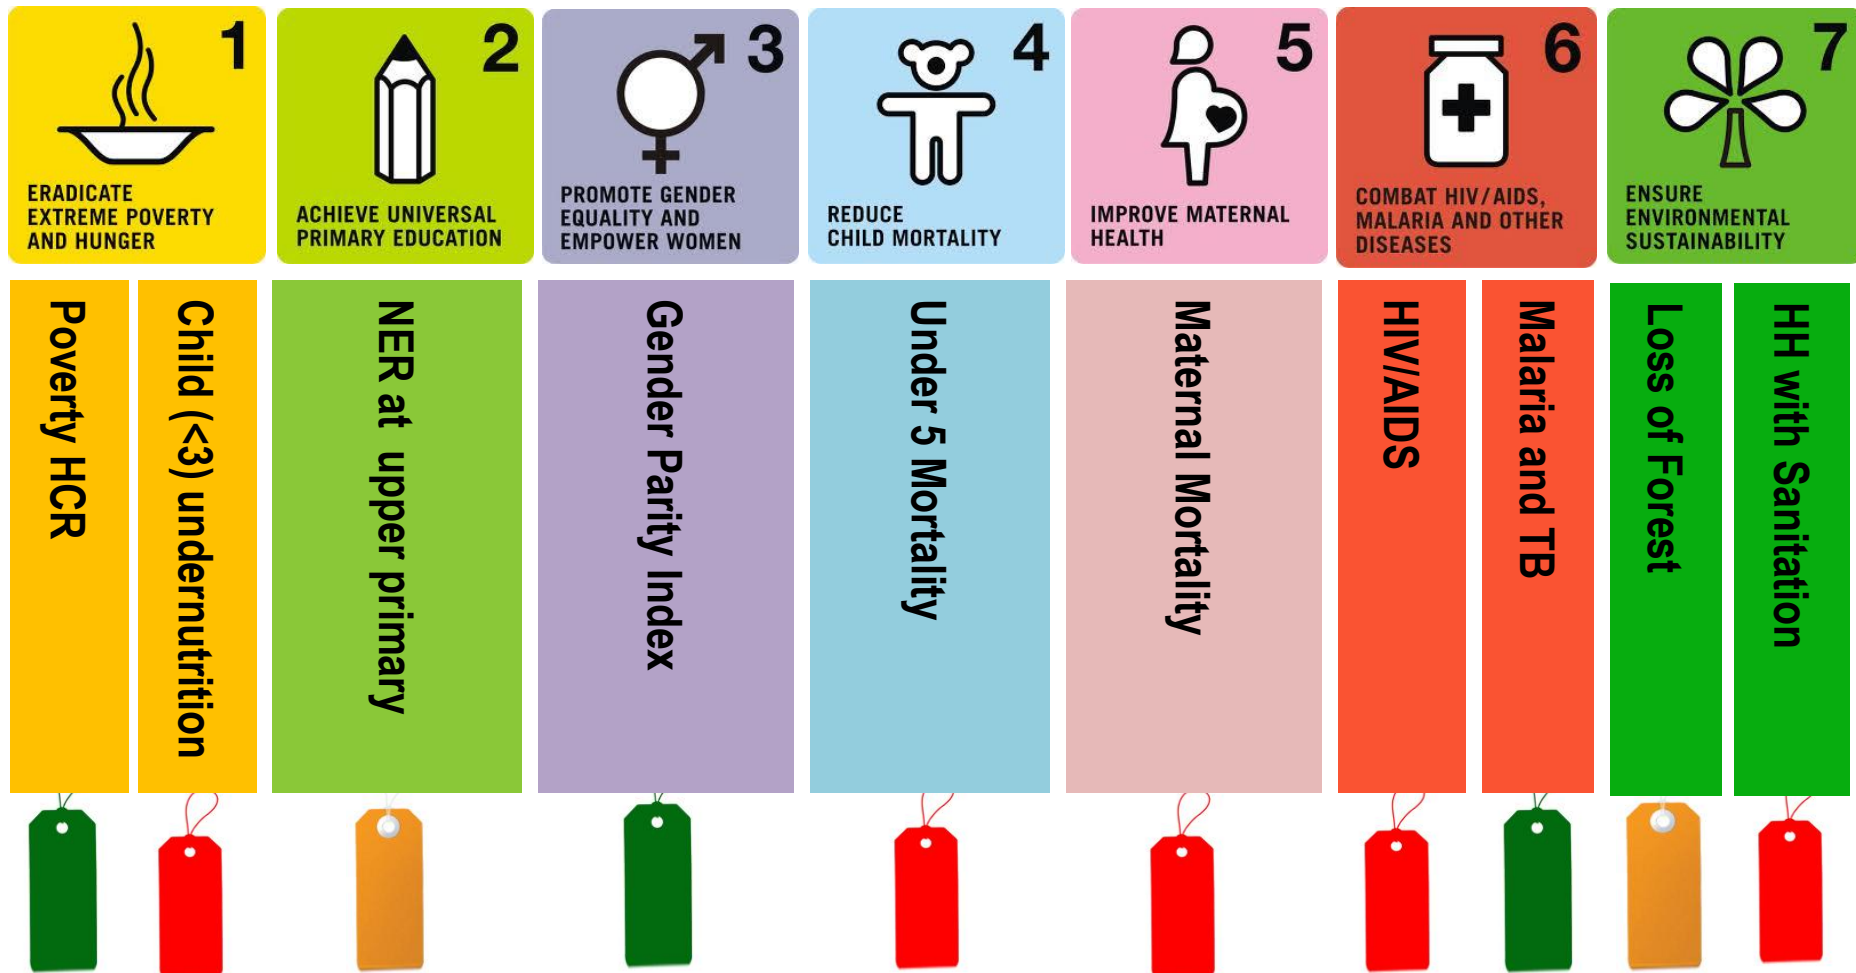 1
ERADICATE
EXTREME POVERTY
AND HUNGER
2
ACHIEVE UNIVERSAL
PRIMARY EDUCATION
3
PROMOTE GENDER
EQUALITY AND
EMPOWER WOMEN
4
REDUCE
CHILD MORTALITY
5
IMPROVE MATERNAL
HEALTH
6
COMBAT HIV/AIDS,
MALARIA AND OTHER
DISEASES
7
ENSURE
ENVIRONMENTAL
SUSTAINABILITY
Poverty HCR
Child (<3) undernutrition
NER at upper primary
Gender Parity Index
Under 5 Mortality
Maternal Mortality
HIV/AIDS
Malaria and TB
Loss of Forest
HH with Sanitation